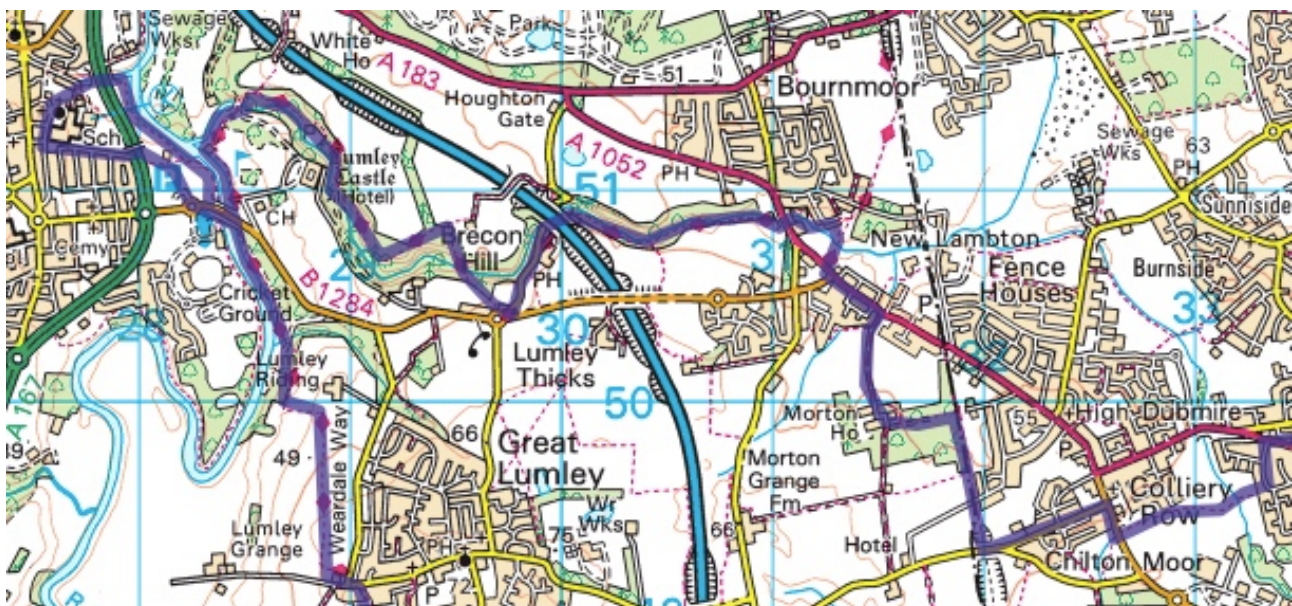 Sewage
Wks
Park
White
Ho
A 183
51
Bournmoor
Houghton
Gate
Sewage
Wks
63
PH
Sch
A 1052
PH
Lumley
Castle
(Hotel)
51
Sunniside
CH
Cemy
Brecon
Hill
New Lambton
29
31
Burnside
PH
Fence
Houses
B 1284
Cricket
Ground
P
33
28
30
Lumley
Thicks
32
Lumley
Riding
A 167
50
Morton
Ho
55
High Dubmire
66
Great
Lumley
49
Weardale Way
Morton
Grange
Fm
Colliery
Row
Wr
Wks
66
Lumley
Grange
75
Hotel
PH
Chilton Moor
72
P